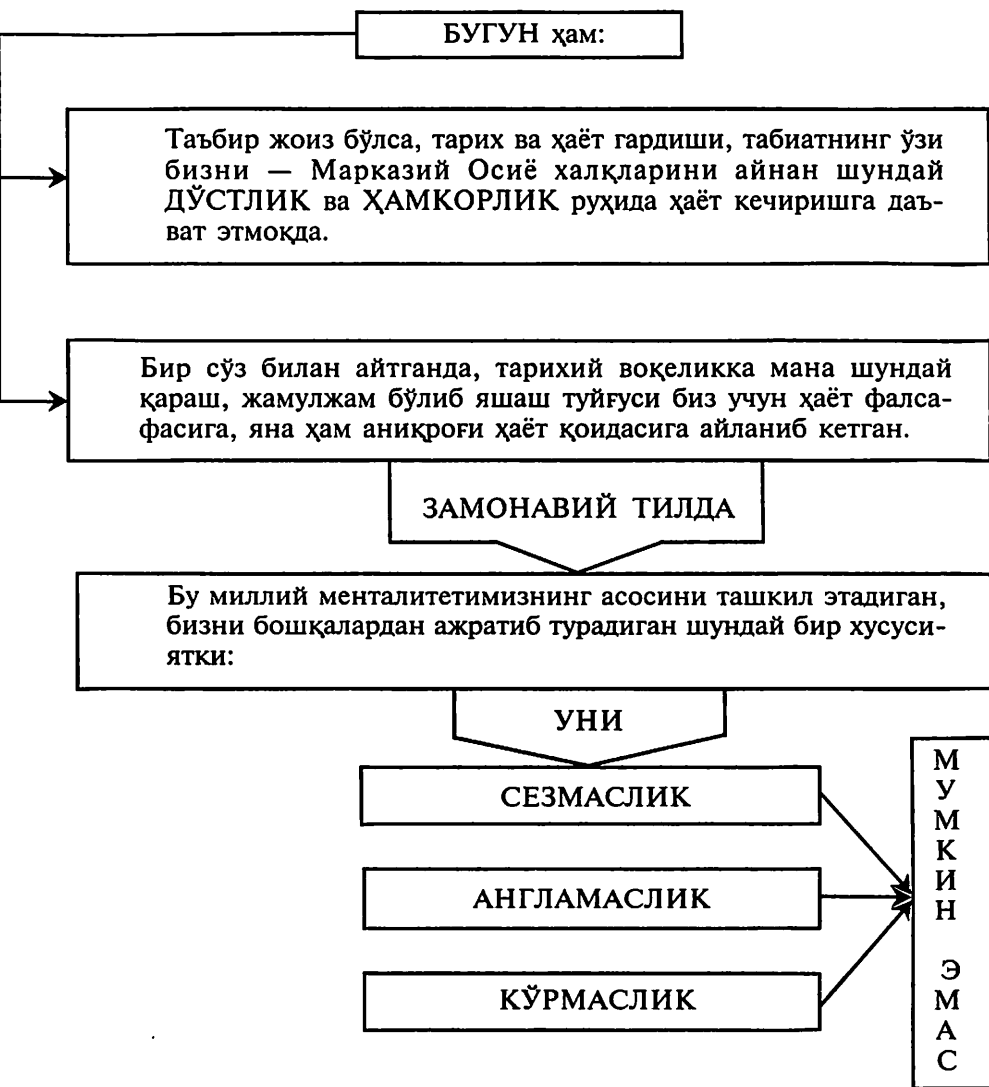 БУГУН ҳам:
Таъбир жоиз бўлса, тарих ва ҳаёт гардиши, табиатнинг ўзи
бизни — Марказий Осиё халқларини айнан шундай
ДЎСТЛИК ва ҲАМКОРЛИК руҳида ҳаёт кечиришга даъ-
ват этмоқда.
Бир сўз билан айтганда, тарихий воқеликка мана шундай
қараш, жамулжам бўлиб яшаш туйғуси биз учун ҳаёт фалса-
фасига, яна ҳам аниқроғи ҳаёт қоидасига айланиб кетган.
ЗАМОНАВИЙ ТИЛДА
Бу миллий менталитетимизнинг асосини ташкил этадиган,
бизни бошқалардан ажратиб турадиган шундай бир хусуси-
ятки:
УНИ
СЕЗМАСЛИК
АНГЛАМАСЛИК
КЎРМАСЛИК
МУМКИН ЭМАС